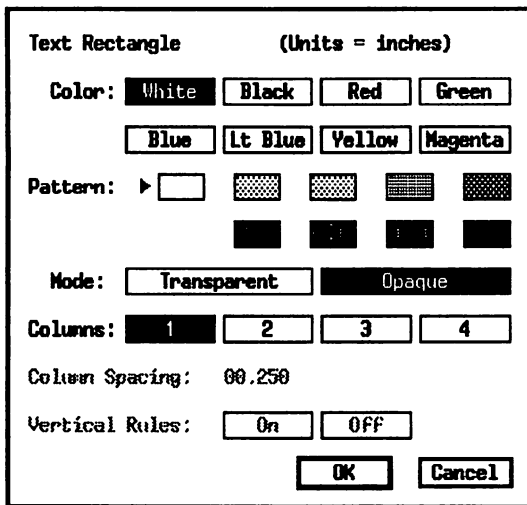 Text Rectangle (Units = inches)
Color: White Black Red Green
Blue Lt Blue Yellow Magenta
Pattern:
Mode: Transparent Opaque
Columns: 1 2 3 4
Column Spacing: 00.250
Vertical Rules: On Off
OK Cancel